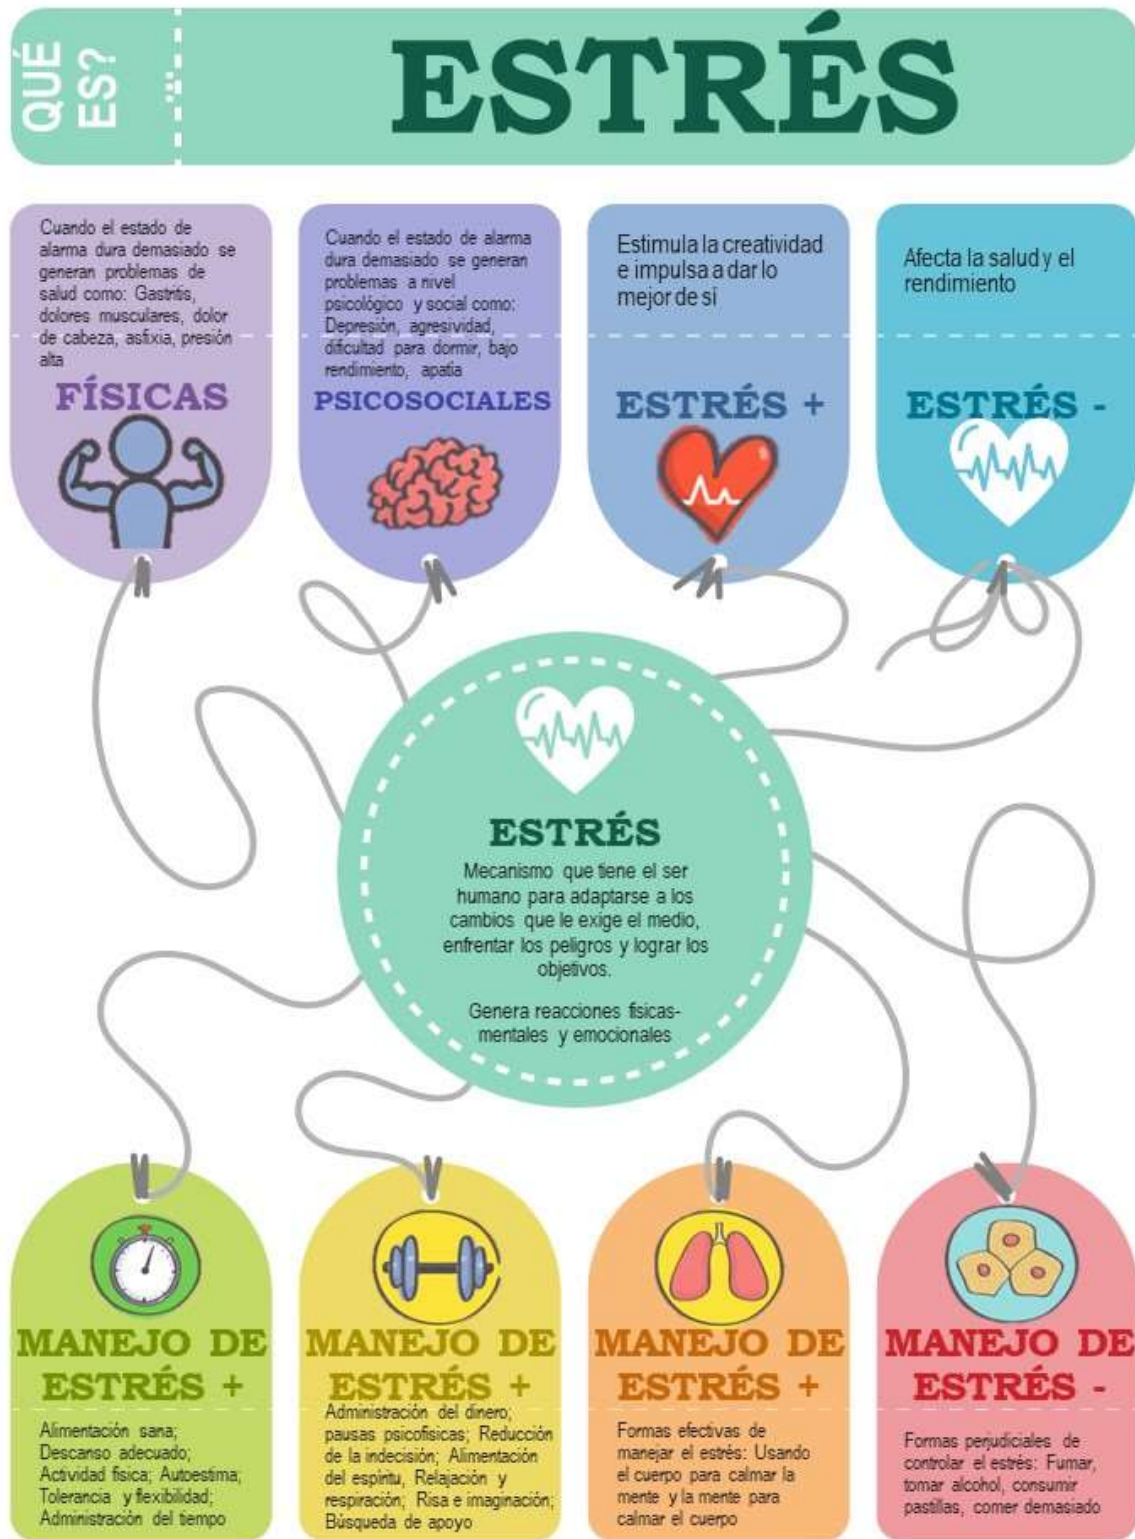 QUÉ
ES?
...
ESTRÉS
Cuando el estado de
alarma dura demasiado se
generan problemas de
salud como: Gastritis,
dolores musculares, dolor
de cabeza, asfixia, presión
alta
FÍSICAS
Cuando el estado de alarma
dura demasiado se generan
problemas a nivel
psicológico y social como:
Depresión, agresividad,
dificultad para dormir, bajo
rendimiento, apatia
PSICOSOCIALES
Estimula la creatividad
e impulsa a dar lo
mejor de sí
ESTRÉS +
Afecta la salud y el
rendimiento
ESTRÉS -
ESTRÉS
Mecanismo que tiene el ser
humano para adaptarse a los
cambios que le exige el medio,
enfrentar los peligros y lograr los
objetivos.
Genera reacciones físicas-
mentales y emocionales
MANEJO DE
ESTRÉS +
Alimentación sana;
Descanso adecuado;
Actividad física; Autoestima;
Tolerancia y flexibilidad;
Administración del tiempo
MANEJO DE
ESTRÉS +
Administración del dinero;
pausas psicofísicas; Reducción
de la indecisión; Alimentación
del espíritu, Relajación y
respiración; Risa e imaginación;
Búsqueda de apoyo
MANEJO DE
ESTRÉS +
Formas efectivas de
manejar el estrés: Usando
el cuerpo para calmar la
mente y la mente para
calmar el cuerpo
MANEJO DE
ESTRÉS -
Formas perjudiciales de
controlar el estrés: Fumar,
tomar alcohol, consumir
pastillas, comer demasiado